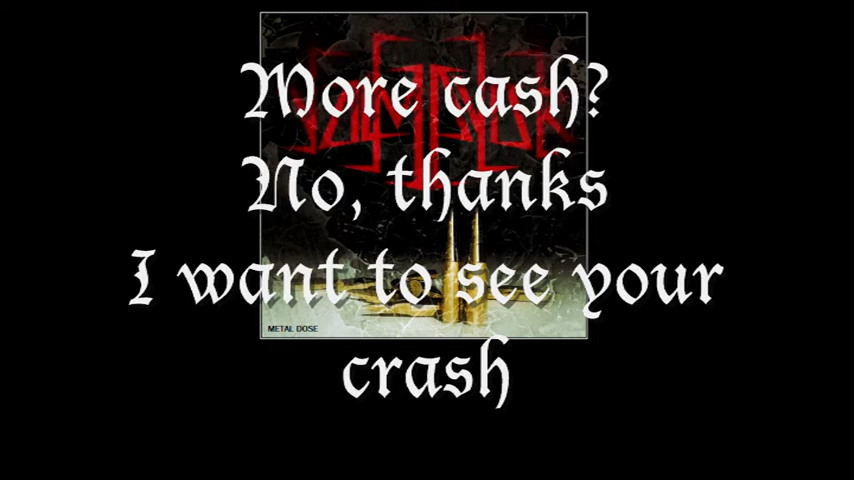 More cash?
No, thanks
I want to see your
crash
METAL DOSE